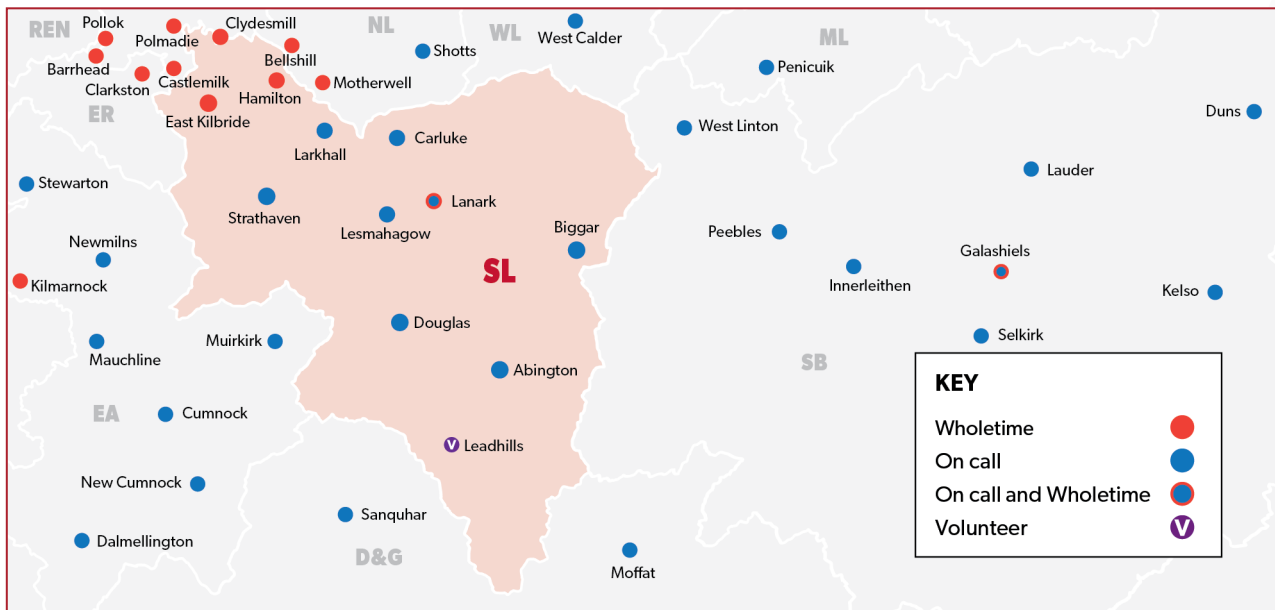 REN
Pollok
Clydesmill
NL
WL
West Calder
ML
Polmadie
Bellshill
Shotts
Barrhead
Castlemilk
Penicuik
Clarkston
Hamilton
Motherwell
ER
East Kilbride
Duns
West Linton
Larkhall
Carluke
Lauder
Stewarton
Strathaven
Lanark
Lesmahagow
Biggar
Peebles
Newmilns
Galashiels
SL
Kilmarnock
Innerleithen
Kelso
Douglas
Muirkirk
Selkirk
Mauchline
SB
Abington
EA
Cumnock
Leadhills
V
New Cumnock
Sanquhar
Dalmellington
D&G
Moffat
KEY
Wholetime
On call
On call and Wholetime
Volunteer V